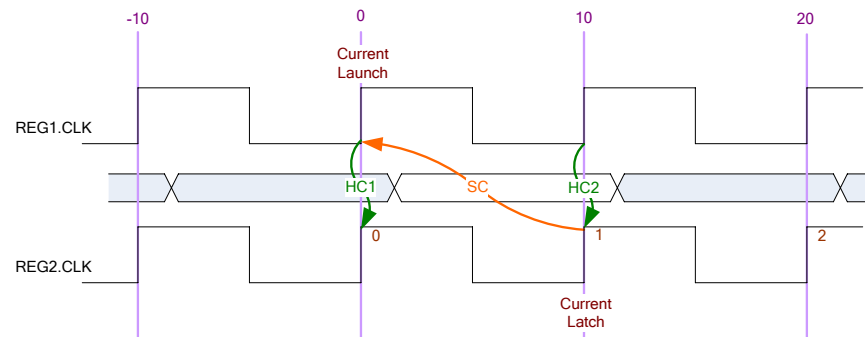 -10
0
10
20
Current
Launch
REG1.CLK
HC1
SC
HC2
0
1
2
REG2.CLK
Current
Latch